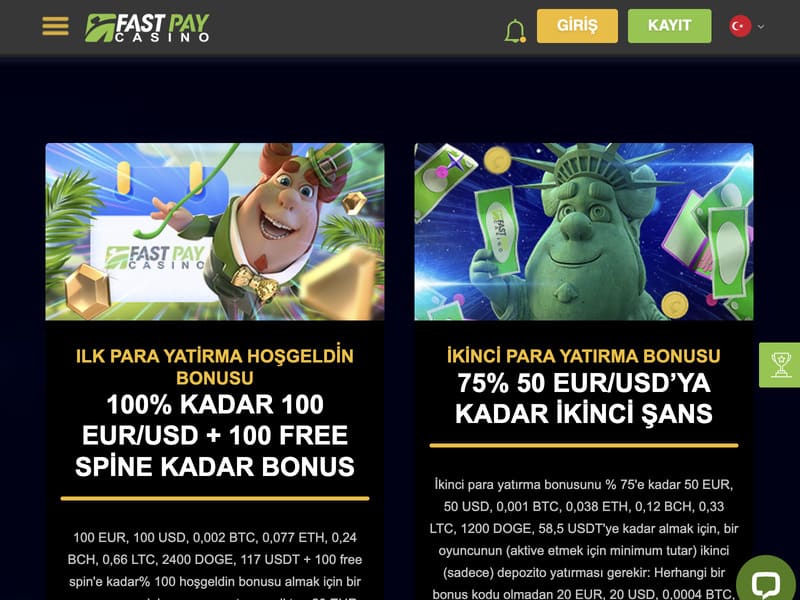 FAST PAY
CASINO
GİRİŞ
KAYIT
FAST PAY
CASINO
FAST PAY
CASINO
ILK PARA YATİRMA HOŞGELDİN
BONUSU
100% KADAR 100
EUR/USD + 100 FREE
SPINE KADAR BONUS
100 EUR, 100 USD, 0,002 BTC, 0,077 ETH, 0,24
BCH, 0,66 LTC, 2400 DOGE, 117 USDT + 100 free
spin'e kadar% 100 hoşgeldin bonusu almak için bir
İKİNCİ PARA YATIRMA BONUSU
75% 50 EUR/USD’YA
KADAR İKİNCİ ŞANS
İkinci para yatırma bonusunu % 75'e kadar 50 EUR,
50 USD, 0,001 BTC, 0,038 ETH, 0,12 BCH, 0,33
LTC, 1200 DOGE, 58,5 USDT'ye kadar almak için, bir
oyuncunun (aktive etmek için minimum tutar) ikinci
(sadece) depozito yatırması gerekir: Herhangi bir
bonus kodu olmadan 20 EUR, 20 USD, 0,0004 BTC,